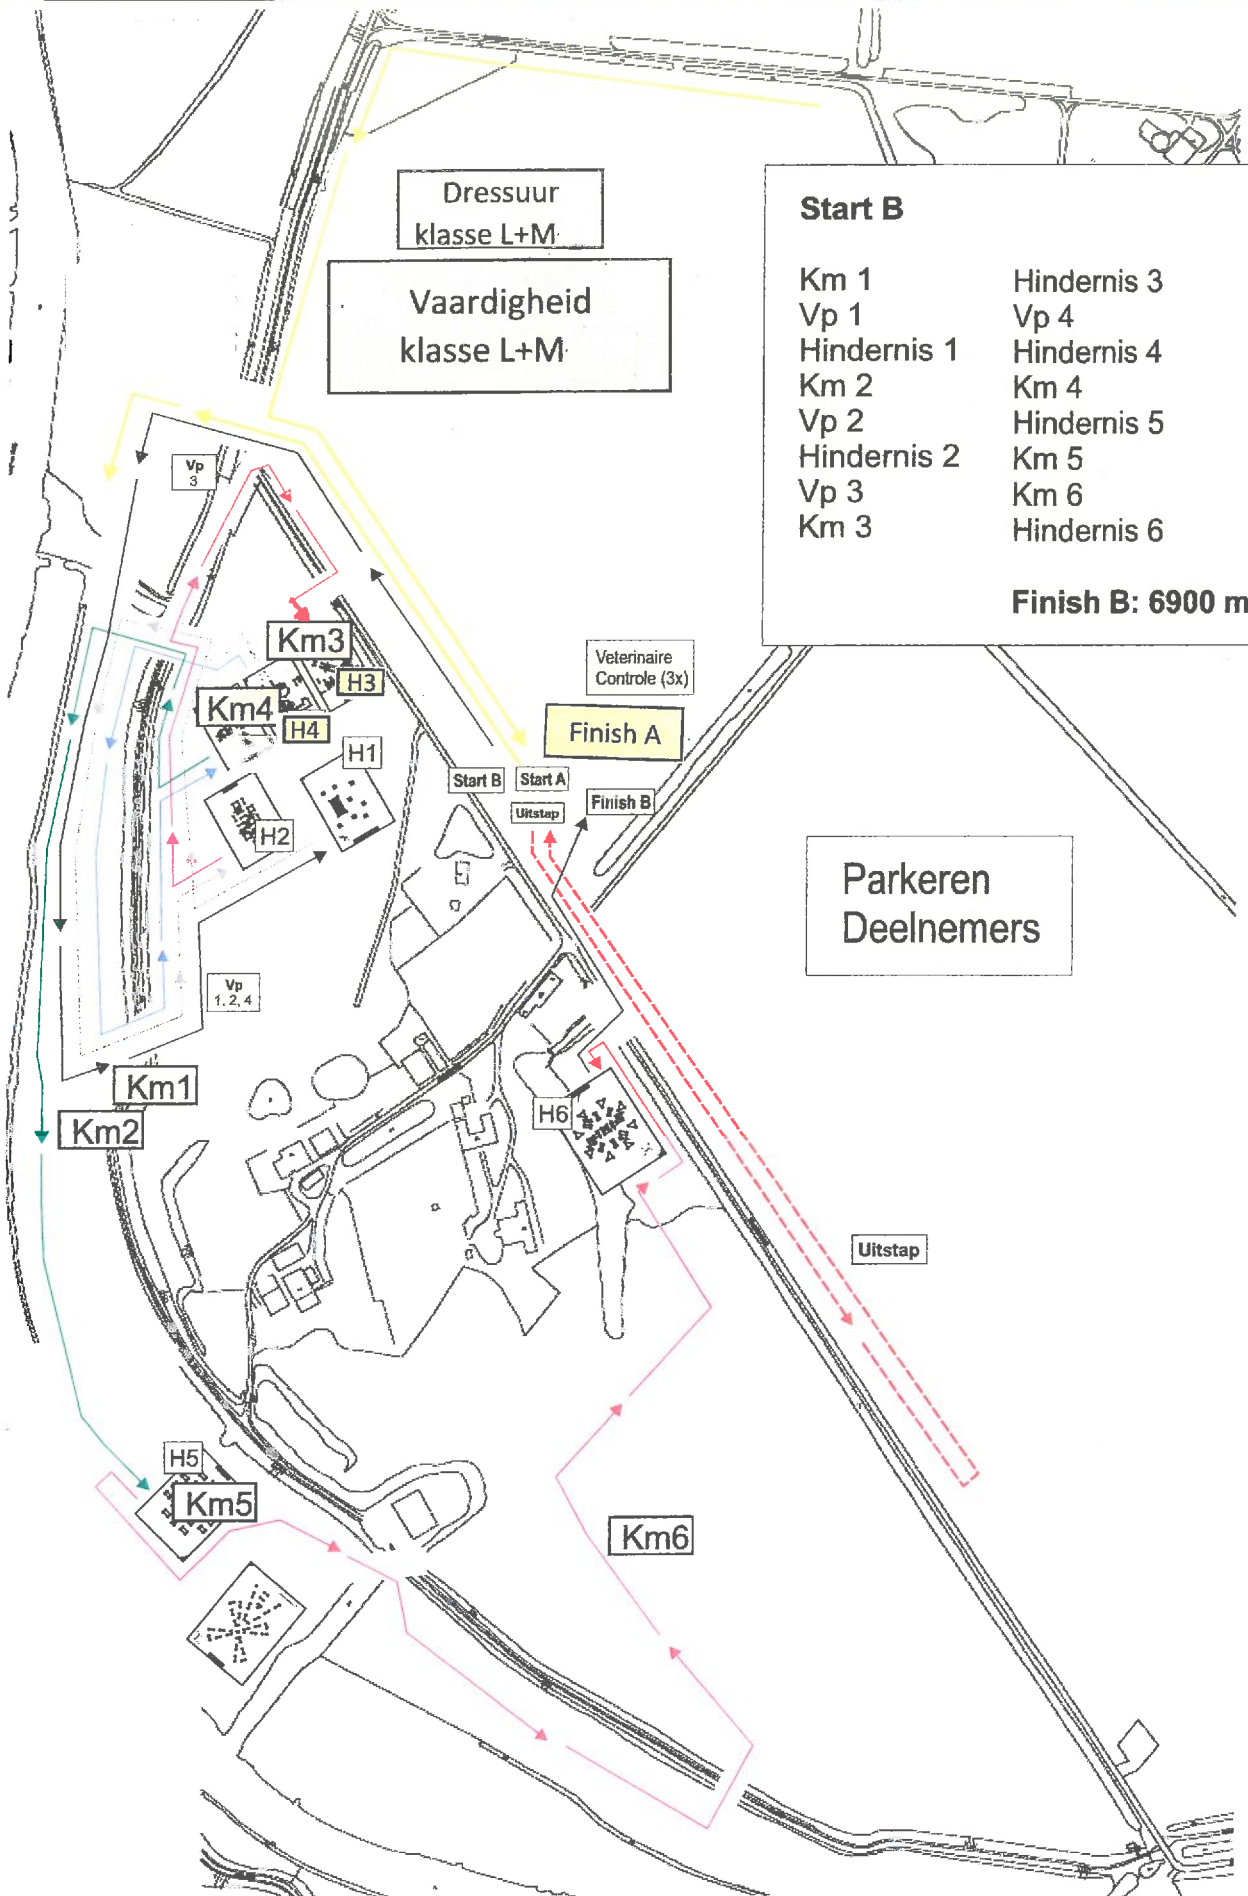 Dressuur
klasse L+M
Vaardigheid
klasse L+M
Start B
Km 1
Vp 1
Hindernis 1
Km 2
Vp 2
Hindernis 2
Vp 3
Km 3
Hindernis 3
Vp 4
Hindernis 4
Km 4
Hindernis 5
Km 5
Km 6
Hindernis 6
Finish B: 6900 m
Vp
3
Km3
H3
Veterinaire
Controle (3x)
Km4
H4
Finish A
H1
Start B
Start A
Finish B
Uitstap
H2
Parkeren
Deelnemers
Vp
1, 2, 4
Km1
Km2
H6
Uitstap
H5
Km5
Km6